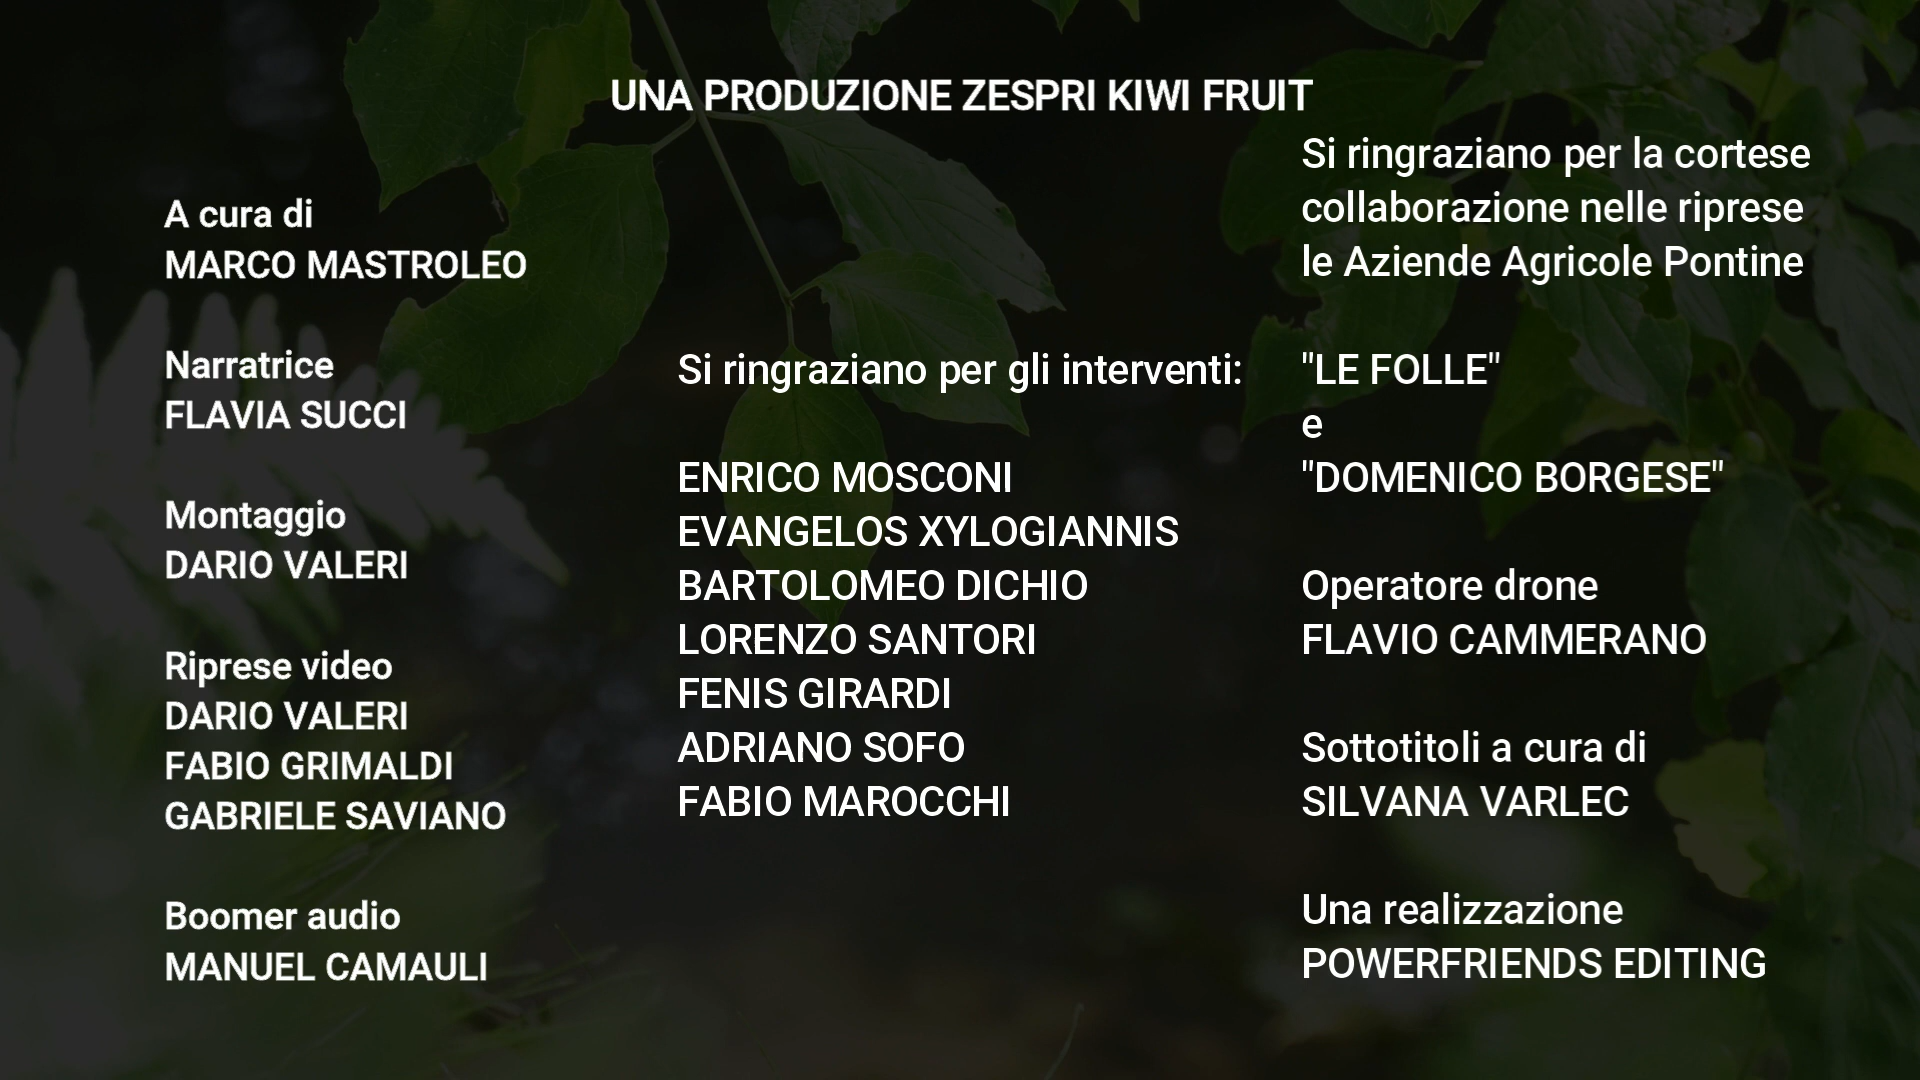 UNA PRODUZIONE ZESPRI KIWI FRUIT
A cura di
MARCO MASTROLEO
Narratrice
FLAVIA SUCCI
Montaggio
DARIO VALERI
Riprese video
DARIO VALERI
FABIO GRIMALDI
GABRIELE SAVIANO
Boomer audio
MANUEL CAMAULI
Si ringraziano per gli interventi:
ENRICO MOSCONI
EVANGELOS XYLOGIANNIS
BARTOLOMEO DICHIO
LORENZO SANTORI
FENIS GIRARDI
ADRIANO SOFO
FABIO MAROCCHI
Si ringraziano per la cortese
collaborazione nelle riprese
le Aziende Agricole Pontine
"LE FOLLE"
e
"DOMENICO BORGESE"
Operatore drone
FLAVIO CAMMERANO
Sottotitoli a cura di
SILVANA VARLEC
Una realizzazione
POWERFRIENDS EDITING